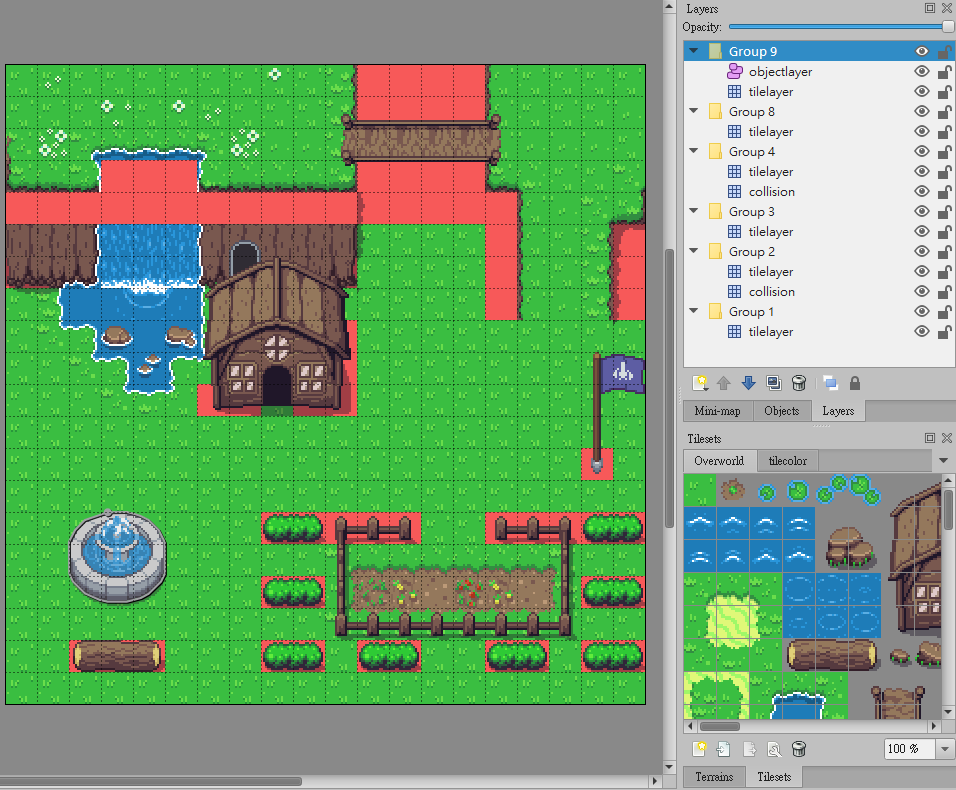 Layers
Opacity:
Group 9
objectlayer
tilelayer
Group 8
tilelayer
Group 4
tilelayer
collision
Group 3
tilelayer
Group 2
tilelayer
collision
Group 1
tilelayer
Mini-map Objects Layers
Tilesets
Overworld tilecolor
100 %
Terrains Tilesets